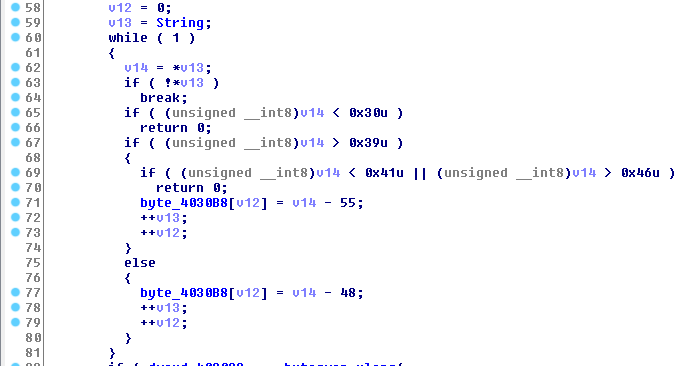 58 v12 = 0;
59 v13 = String;
60 while ( 1 )
61 {
62 v14 = *v13;
63 if ( !*v13 )
64 break;
65 if ( (unsigned __int8)v14 < 0x30u )
66 return 0;
67 if ( (unsigned __int8)v14 > 0x39u )
68 {
69 if ( (unsigned __int8)v14 < 0x41u || (unsigned __int8)v14 > 0x46u )
70 return 0;
71 byte_4030B8[v12] = v14 - 55;
72 ++v13;
73 ++v12;
74 }
75 else
76 {
77 byte_4030B8[v12] = v14 - 48;
78 ++v13;
79 ++v12;
80 }
81 }